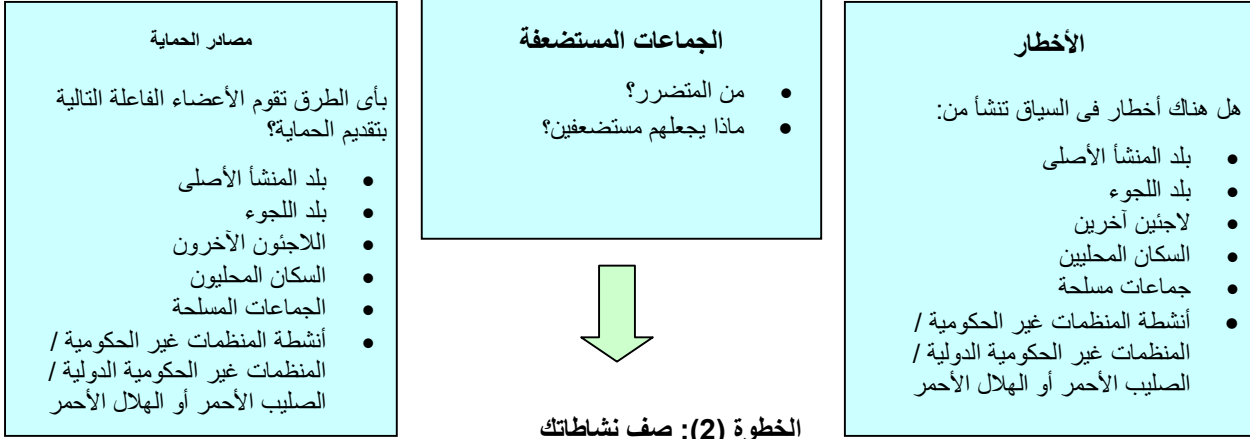 الأخطار
هل هناك أخطار فى السياق تنشأ من:
• بلد المنشأ الأصلى
• بلد اللجوء
• لاجئين آخرين
• السكان المحليين
• جماعات مسلحة
• أنشطة المنظمات غير الحكومية /
المنظمات غير الحكومية الدولية /
الصليب الأحمر أو الهلال الأحمر
الجماعات المستضعفة
• من المتضرر؟
• ماذا يجعلهم مستضعفين؟
مصادر الحماية
بأى الطرق تقوم الأعضاء الفاعلة التالية
بتقديم الحماية؟
• بلد المنشأ الأصلى
• بلد اللجوء
• اللاجئون الآخرون
• السكان المحليون
• الجماعات المسلحة
• أنشطة المنظمات غير الحكومية /
المنظمات غير الحكومية الدولية /
الصليب الأحمر أو الهلال الأحمر
الخطوة (2): صف نشاطاتك